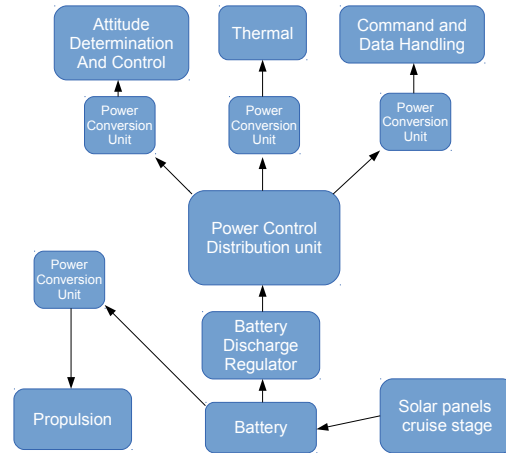 Attitude
Determination
And Control
Thermal
Command and
Data Handling
Power
Conversion
Unit
Power
Conversion
Unit
Power
Conversion
Unit
Power Control
Distribution unit
Power
Conversion
Unit
Battery
Discharge
Regulator
Propulsion
Battery
Solar panels
cruise stage